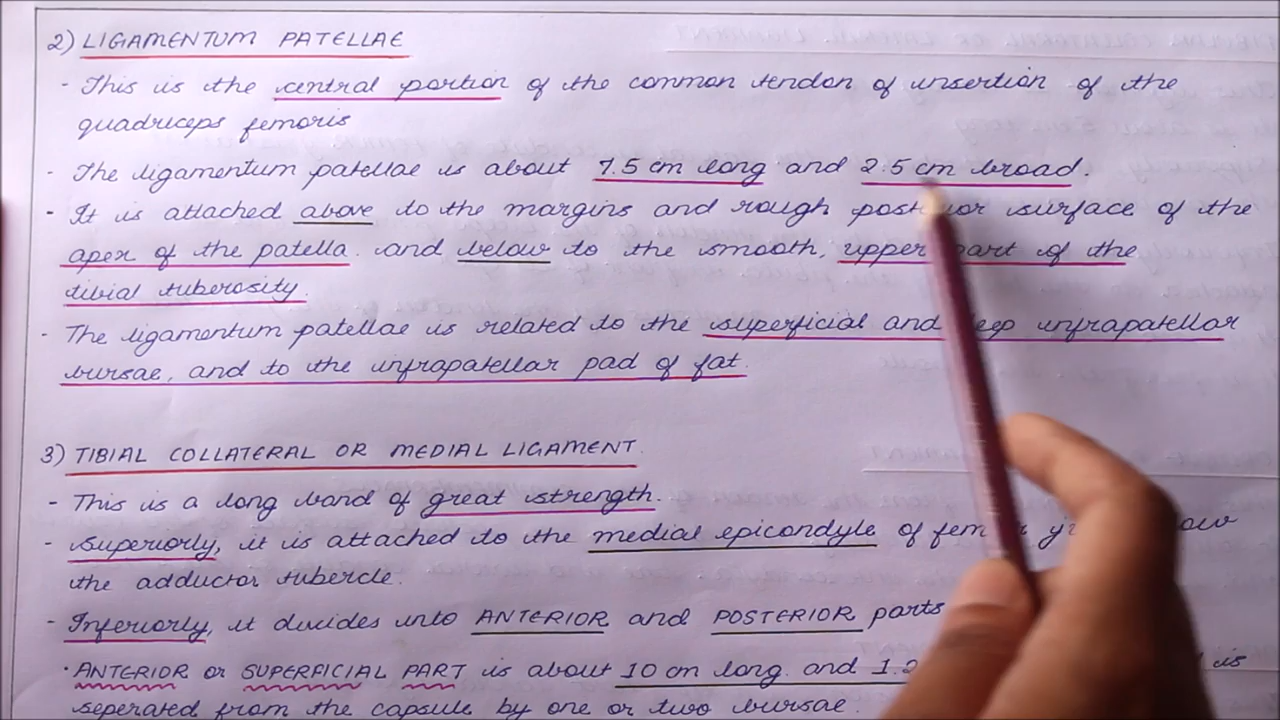 2) LIGAMENTUM PATELLAE
- This is the central portion of the common tendon of insertion of the
quadriceps femoris
- The ligamentum patellae is about 7.5 cm long and 2.5 cm broad.
- It is attached above to the margins and rough posterior surface of the
apex of the patella and below to the smooth, upper part of the
tibial tuberosity.
- The ligamentum patellae is related to the superficial and deep infrapatellar
bursae, and to the infrapatellar pad of fat.
3) TIBIAL COLLATERAL OR MEDIAL LIGAMENT
- This is a long band of great strength.
- Superiorly, it is attached to the medial epicondyle of femur
the adductor tubercle.
- Inferiorly, it divides into ANTERIOR and POSTERIOR parts
• ANTERIOR or SUPERFICIAL PART is about 10 cm long and 1.2 is
seperated from the capsule by one or two bursae.